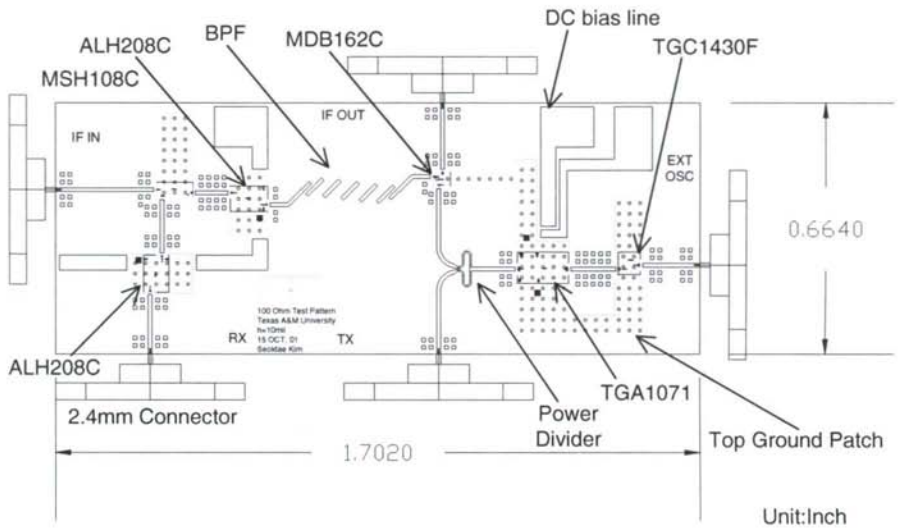 DC bias line
ALH208C
BPF
MDB162C
TGC1430F
MSH108C
IF IN
IF OUT
EXT
OSC
0.6640
100 Ohm Test Pattern
Texas A&M University
h=10mil
15 OCT. 01
Seoktae Kim
RX
TX
ALH208C
2.4mm Connector
Power
Divider
TGA1071
Top Ground Patch
1.7020
Unit:Inch